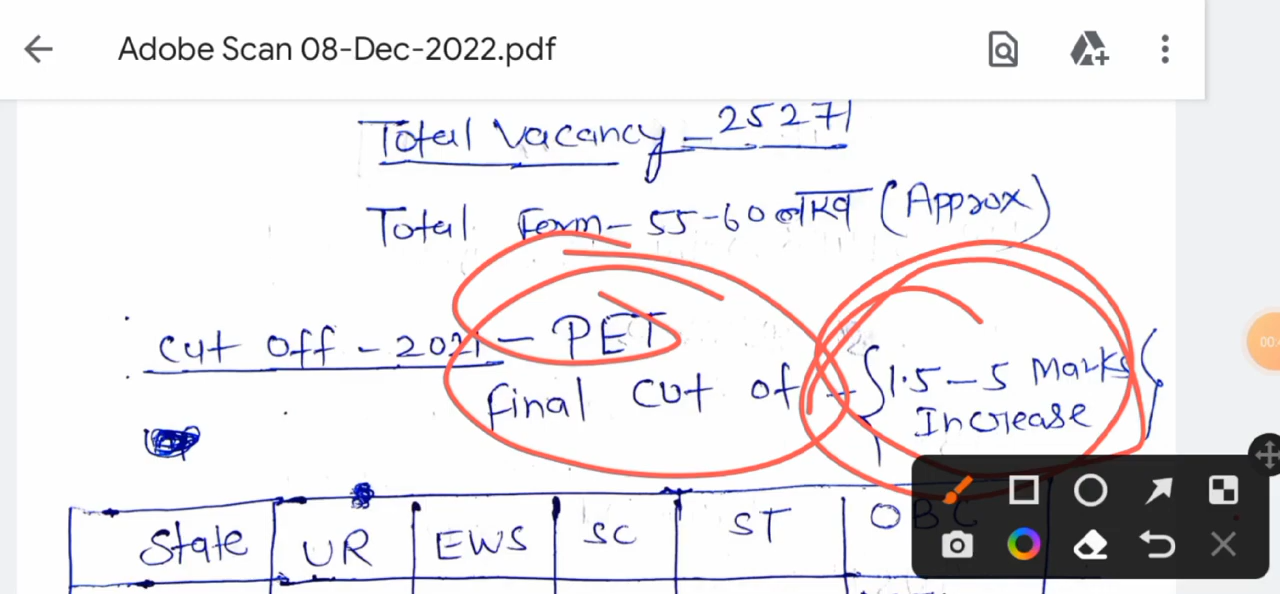 Adobe Scan 08-Dec-2022.pdf
Total Vacancy - 25271
Total Form - 55-60 लाख (Approx)
Cut off - 2021 - PET
final cut of - {1.5-5 Marks
Increase}
State UR EWS SC ST OBC